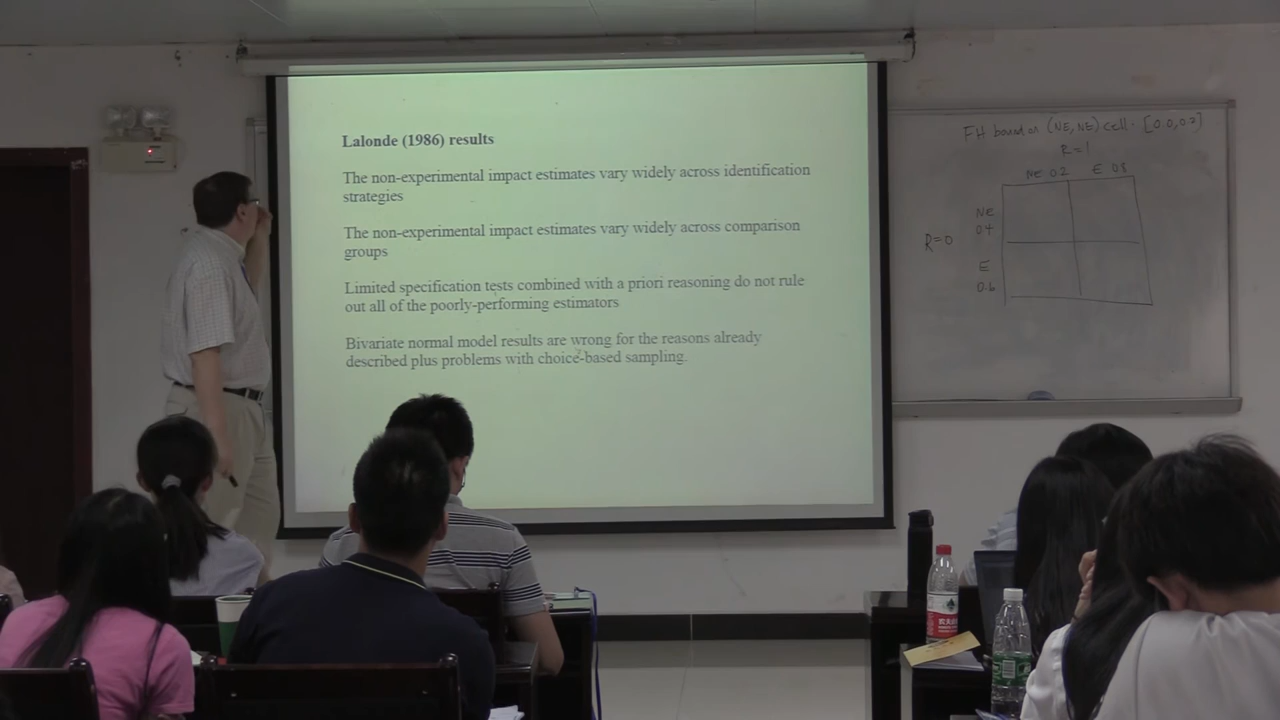 Lalonde (1986) results
The non-experimental impact estimates vary widely across identification
strategies
The non-experimental impact estimates vary widely across comparison
groups
Limited specification tests combined with a priori reasoning do not rule
out all of the poorly-performing estimators
Bivariate normal model results are wrong for the reasons already
described plus problems with choice-based sampling.
FH bound on (NE, NE) cell: [0.0, 0.2]
R=1
NE 0.2 E 0.8
NE
0.4
R=0
E
0.6